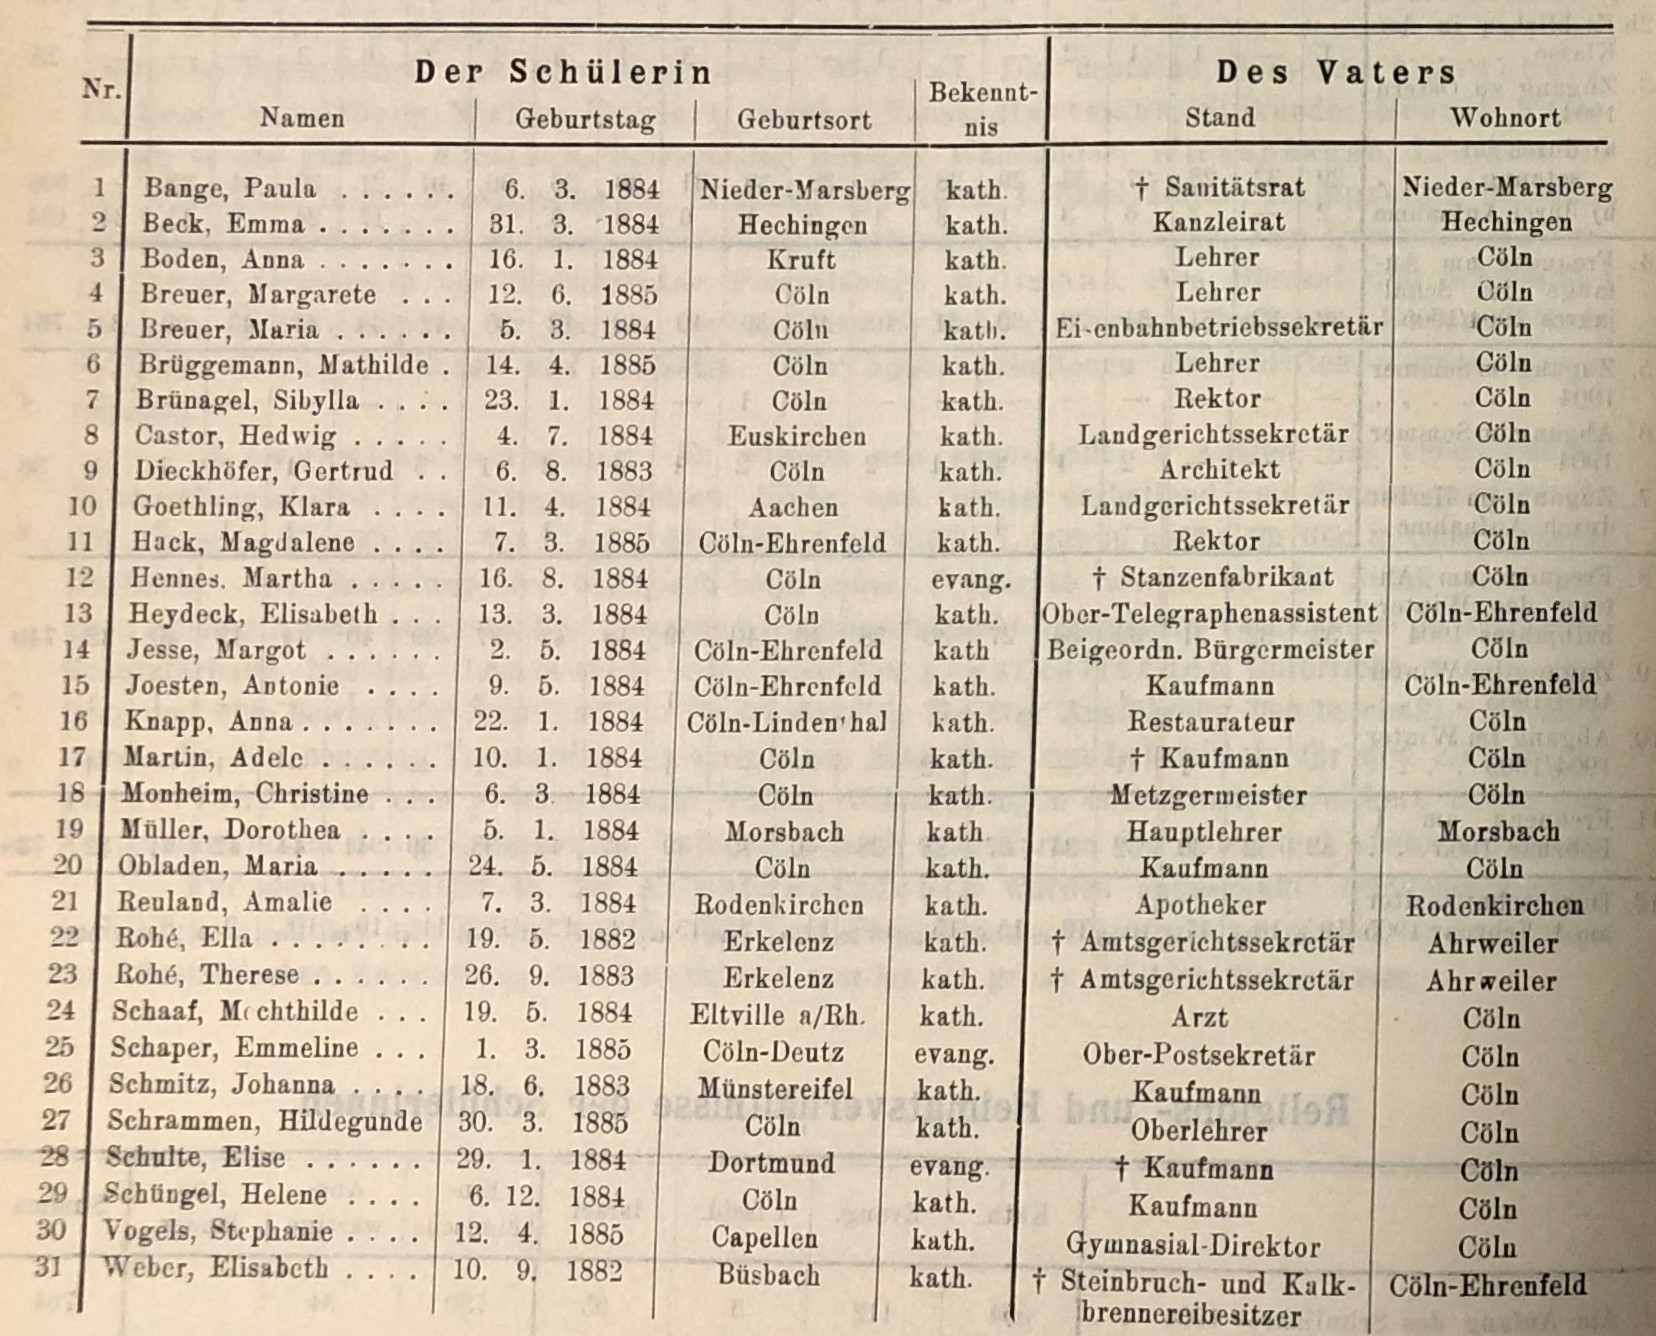 Der Schülerin Des Vaters
Nr. Namen Geburtstag Geburtsort Bekennt-nis Stand Wohnort
1 Bange, Paula . . . . . . 6. 3. 1884 Nieder-Marsberg kath. † Sanitätsrat Nieder-Marsberg
2 Beck, Emma . . . . . . . 31. 3. 1884 Hechingen kath. Kanzleirat Hechingen
3 Boden, Anna . . . . . . . 16. 1. 1884 Kruft kath. Lehrer Cöln
4 Breuer, Margarete . . . 12. 6. 1885 Cöln kath. Lehrer Cöln
5 Breuer, Maria . . . . . . 5. 3. 1884 Cöln kath. Ei-enbahnbetriebssekretär Cöln
6 Brüggemann, Mathilde . 14. 4. 1885 Cöln kath. Lehrer Cöln
7 Brünagel, Sibylla . . . . 23. 1. 1884 Cöln kath. Rektor Cöln
8 Castor, Hedwig . . . . . 4. 7. 1884 Euskirchen kath. Landgerichtssekretär Cöln
9 Dieckhöfer, Gertrud . . 6. 8. 1883 Cöln kath. Architekt Cöln
10 Goethling, Klara . . . . 11. 4. 1884 Aachen kath. Landgerichtssekretär Cöln
11 Hack, Magdalene . . . . 7. 3. 1885 Cöln-Ehrenfeld kath. Rektor Cöln
12 Hennes. Martha . . . . . 16. 8. 1884 Cöln evang. † Stanzenfabrikant Cöln
13 Heydeck, Elisabeth . . . 13. 3. 1884 Cöln kath. Ober-Telegraphenassistent Cöln-Ehrenfeld
14 Jesse, Margot . . . . . . 2. 5. 1884 Cöln-Ehrenfeld kath Beigeordn. Bürgermeister Cöln
15 Joesten, Antonie . . . . 9. 5. 1884 Cöln-Ehrenfeld kath. Kaufmann Cöln-Ehrenfeld
16 Knapp, Anna . . . . . . . 22. 1. 1884 Cöln-Linden'hal kath. Restaurateur Cöln
17 Martin, Adele . . . . . . 10. 1. 1884 Cöln kath. † Kaufmann Cöln
18 Monheim, Christine . . . 6. 3 1884 Cöln kath. Metzgermeister Cöln
19 Müller, Dorothea . . . . 5. 1. 1884 Morsbach kath Hauptlehrer Morsbach
20 Obladen, Maria . . . . . 24. 5. 1884 Cöln kath. Kaufmann Cöln
21 Reuland, Amalie . . . . 7. 3. 1884 Rodenkirchen kath. Apotheker Rodenkirchen
22 Rohé, Ella . . . . . . . . 19. 5. 1882 Erkelenz kath. † Amtsgerichtssekretär Ahrweiler
23 Rohé, Therese . . . . . . 26. 9. 1883 Erkelenz kath. † Amtsgerichtssekretär Ahrweiler
24 Schaaf, Mechthilde . . . 19. 5. 1884 Eltville a/Rh. kath. Arzt Cöln
25 Schaper, Emmeline . . . 1. 3. 1885 Cöln-Deutz evang. Ober-Postsekretär Cöln
26 Schmitz, Johanna . . . . 18. 6. 1883 Münstereifel kath. Kaufmann Cöln
27 Schrammen, Hildegunde 30. 3. 1885 Cöln kath. Oberlehrer Cöln
28 Schulte, Elise . . . . . . 29. 1. 1884 Dortmund evang. † Kaufmann Cöln
29 Schüngel, Helene . . . . 6. 12. 1884 Cöln kath. Kaufmann Cöln
30 Vogels, Stephanie . . . . 12. 4. 1885 Capellen kath. Gymnasial-Direktor Cöln
31 Weber, Elisabeth . . . . 10. 9. 1882 Büsbach kath. † Steinbruch- und Kalk- Cöln-Ehrenfeld
brennereibesitzer